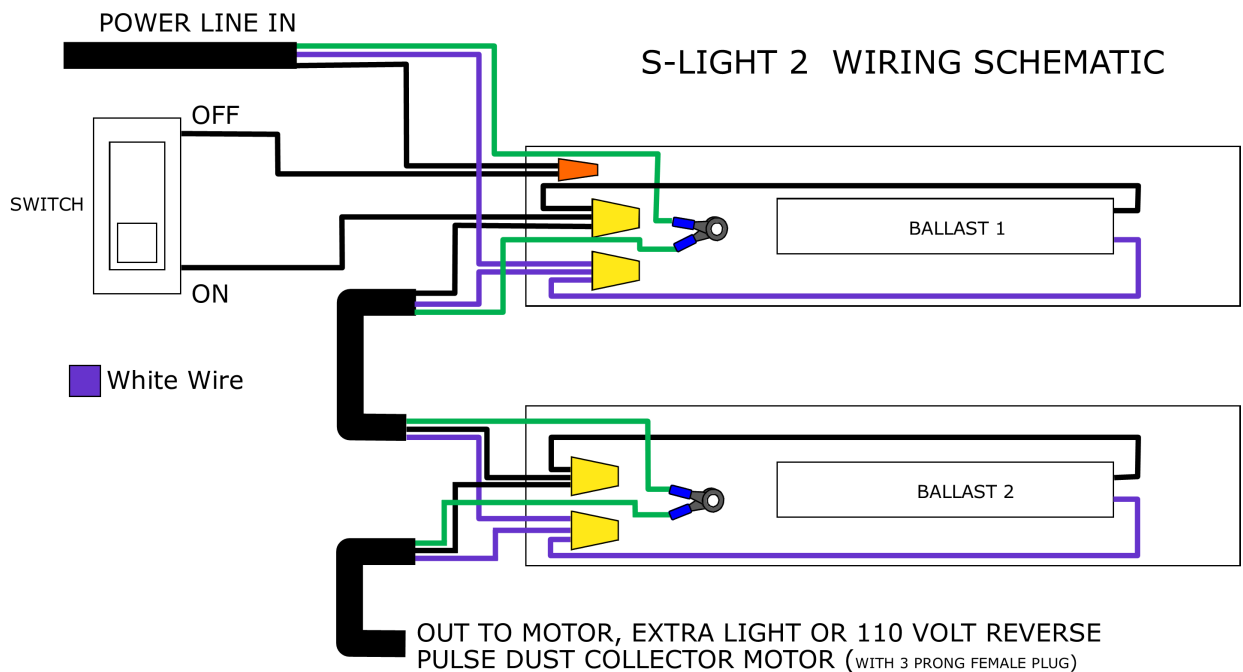 POWER LINE IN
S-LIGHT 2 WIRING SCHEMATIC
OFF
SWITCH
BALLAST 1
ON
White Wire
BALLAST 2
OUT TO MOTOR, EXTRA LIGHT OR 110 VOLT REVERSE
PULSE DUST COLLECTOR MOTOR (WITH 3 PRONG FEMALE PLUG)